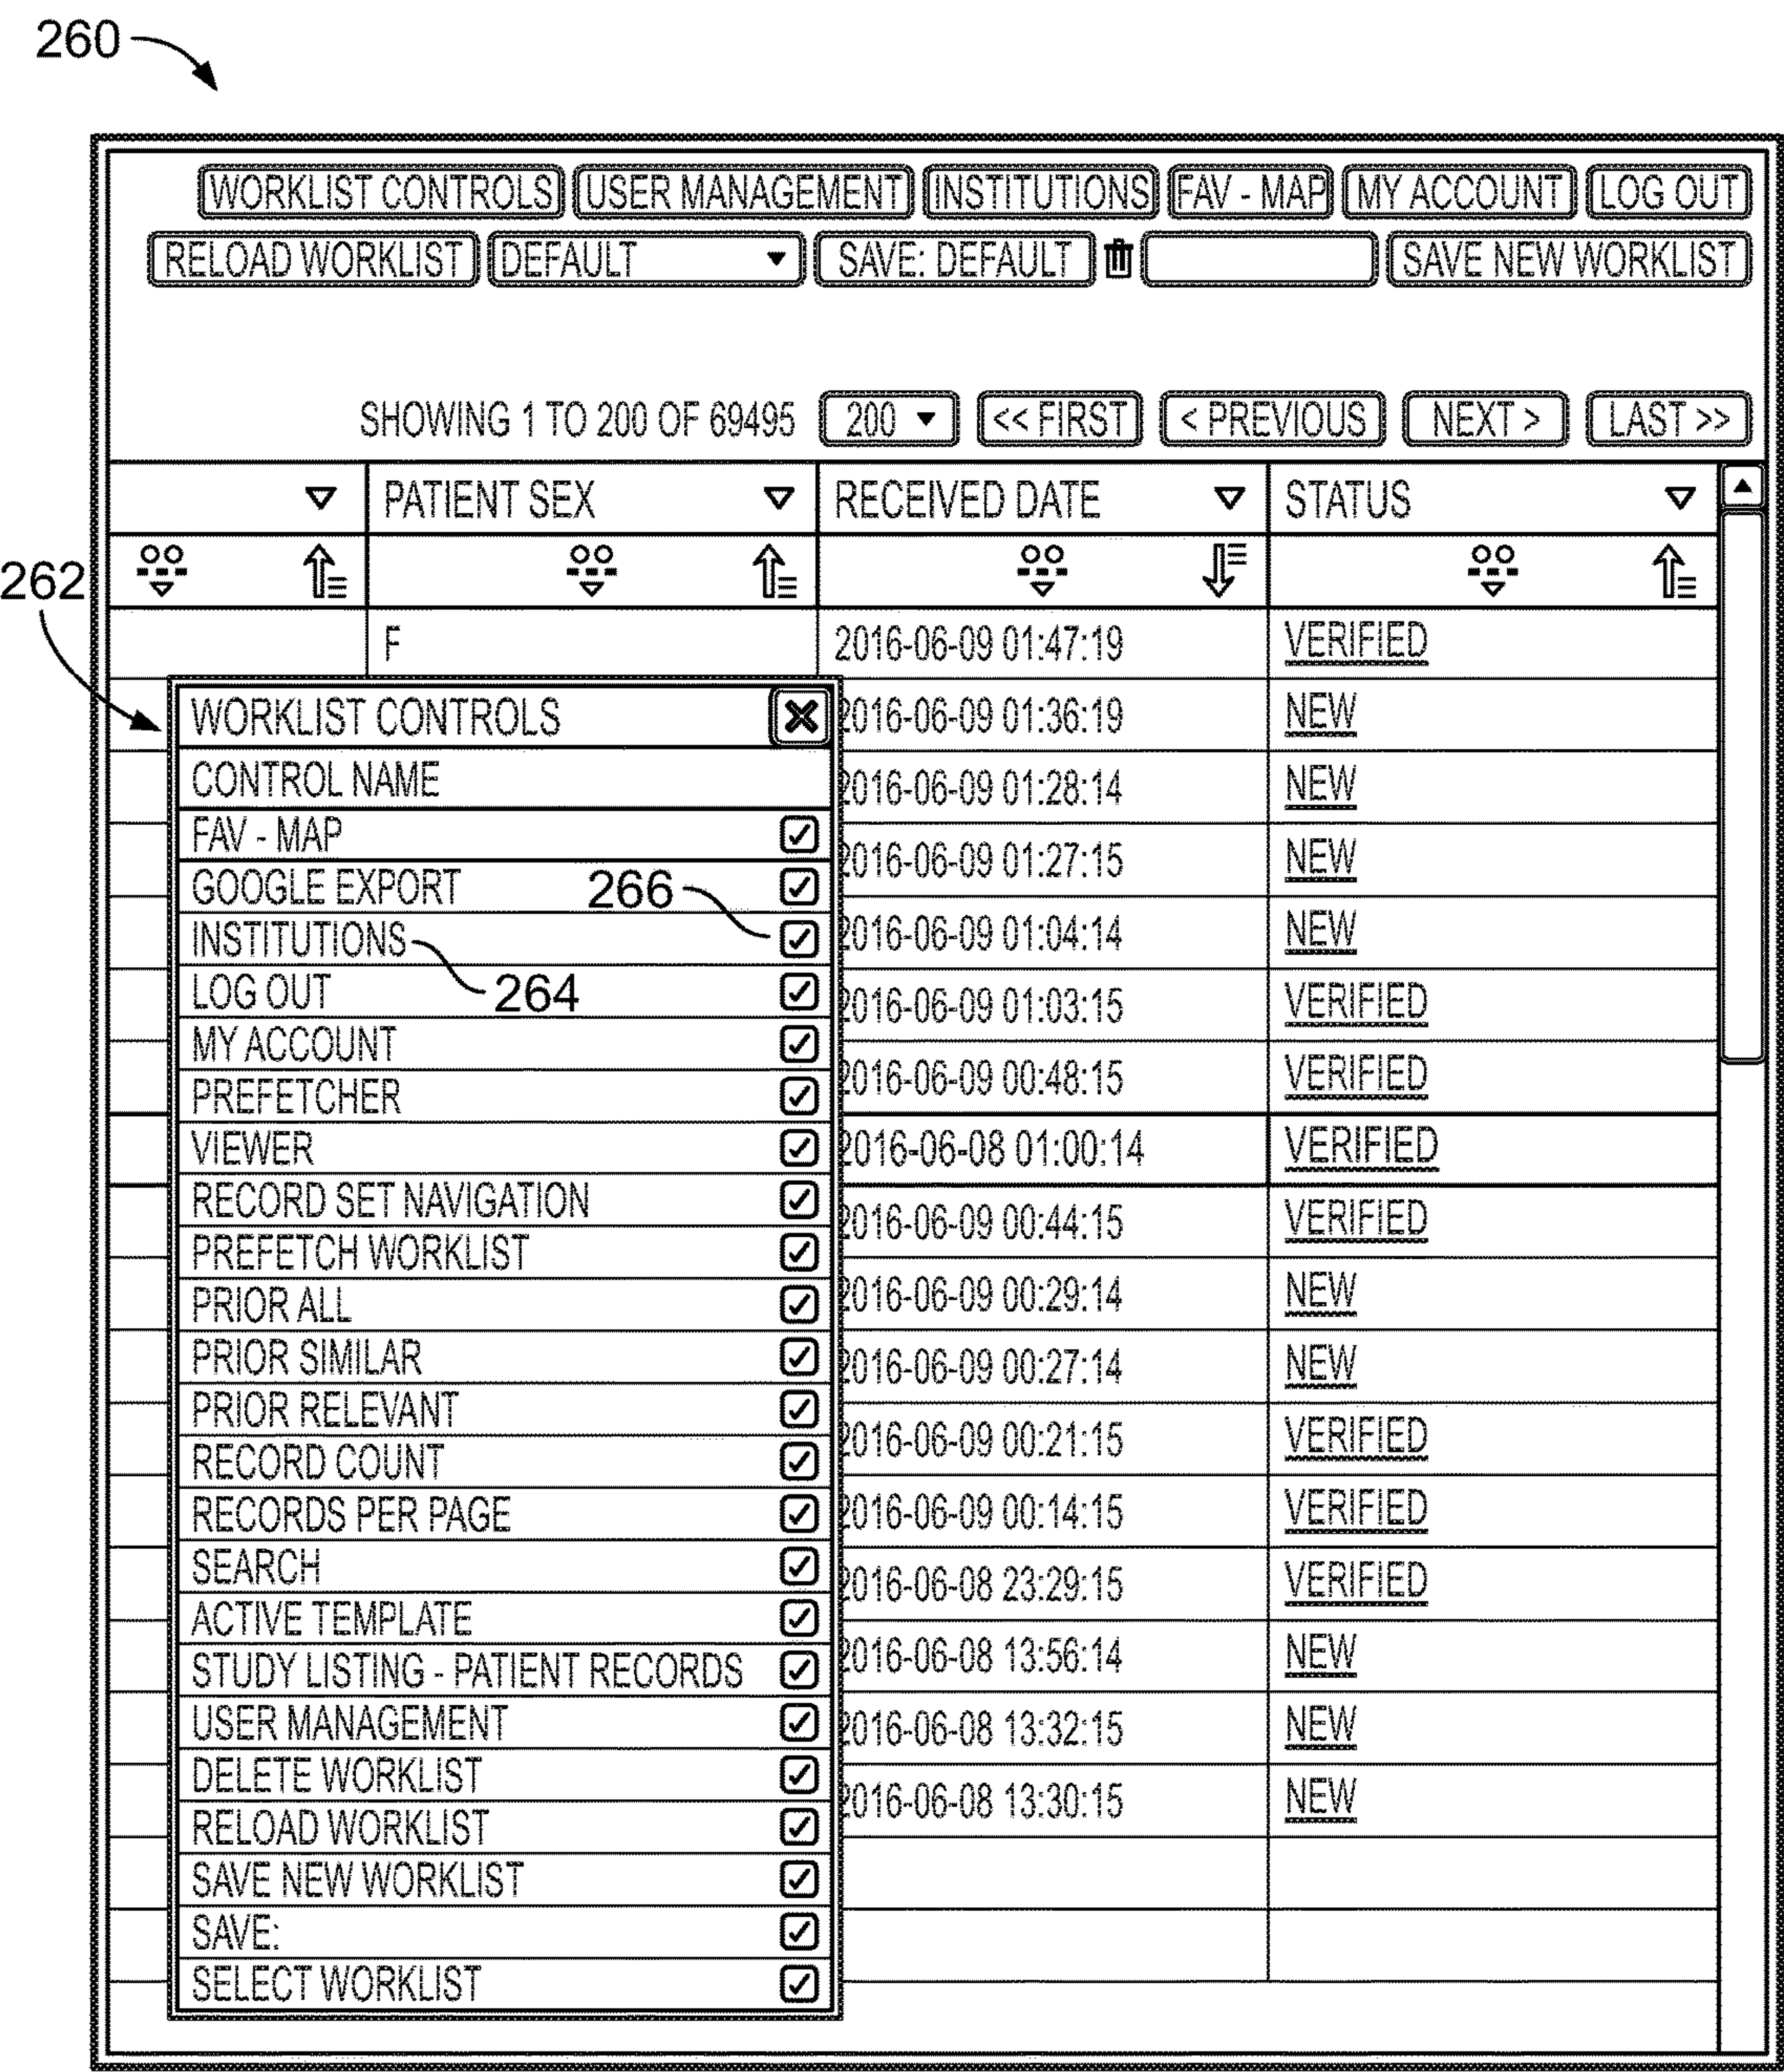 260
WORKLIST CONTROLS USER MANAGEMENT INSTITUTIONS FAV - MAP MY ACCOUNT LOG OUT
RELOAD WORKLIST DEFAULT SAVE: DEFAULT SAVE NEW WORKLIST
SHOWING 1 TO 200 OF 69495 200 << FIRST < PREVIOUS NEXT > LAST >>
PATIENT SEX RECEIVED DATE STATUS
262
F 2016-06-09 01:47:19 VERIFIED
WORKLIST CONTROLS
CONTROL NAME
FAV - MAP
GOOGLE EXPORT 266
INSTITUTIONS
264
LOG OUT
MY ACCOUNT
PREFETCHER
VIEWER
RECORD SET NAVIGATION
PREFETCH WORKLIST
PRIOR ALL
PRIOR SIMILAR
PRIOR RELEVANT
RECORD COUNT
RECORDS PER PAGE
SEARCH
ACTIVE TEMPLATE
STUDY LISTING - PATIENT RECORDS
USER MANAGEMENT
DELETE WORKLIST
RELOAD WORKLIST
SAVE NEW WORKLIST
SAVE:
SELECT WORKLIST
2016-06-09 01:36:19 NEW
2016-06-09 01:28:14 NEW
2016-06-09 01:27:15 NEW
2016-06-09 01:04:14 NEW
2016-06-09 01:03:15 VERIFIED
2016-06-09 00:48:15 VERIFIED
2016-06-08 01:00:14 VERIFIED
2016-06-09 00:44:15 VERIFIED
2016-06-09 00:29:14 NEW
2016-06-09 00:27:14 NEW
2016-06-09 00:21:15 VERIFIED
2016-06-09 00:14:15 VERIFIED
2016-06-08 23:29:15 VERIFIED
2016-06-08 13:56:14 NEW
2016-06-08 13:32:15 NEW
2016-06-08 13:30:15 NEW